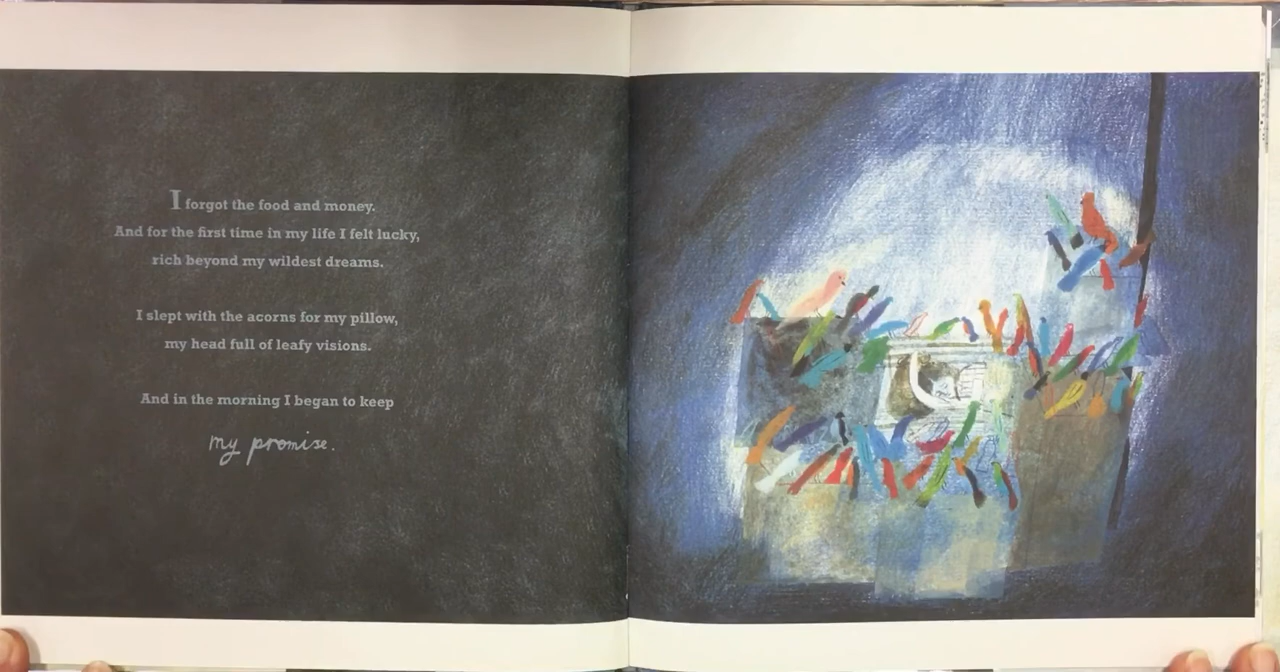 I forgot the food and money.
And for the first time in my life I felt lucky,
rich beyond my wildest dreams.
I slept with the acorns for my pillow,
my head full of leafy visions.
And in the morning I began to keep
my promise.